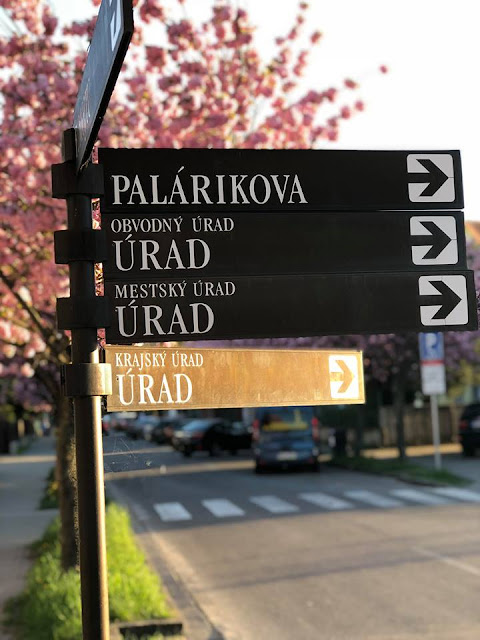 PALÁRIKOVA
OBVODNÝ ÚRAD
ÚRAD
MESTSKÝ ÚRAD
ÚRAD
KRAJSKÝ ÚRAD
ÚRAD